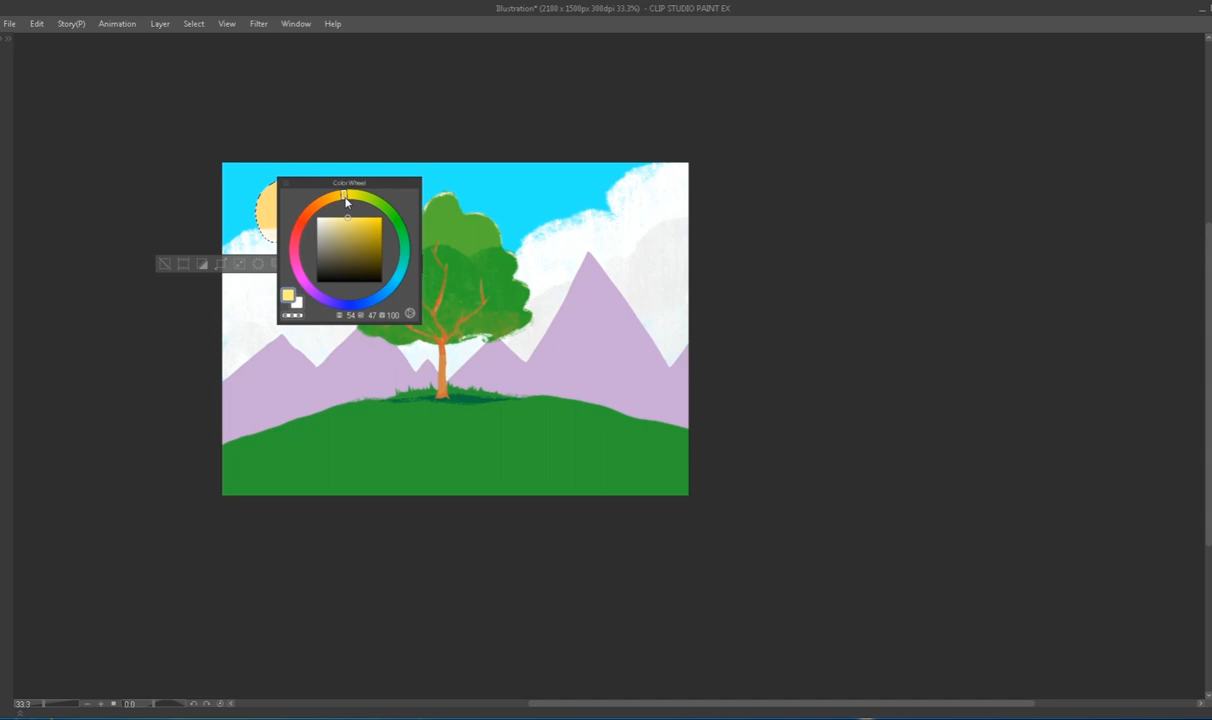 Illustration* (2100 x 1500px 300dpi 33.3%) - CLIP STUDIO PAINT EX
File Edit Story(P) Animation Layer Select View Filter Window Help
Color Wheel
54 47 100
33.3 0.0